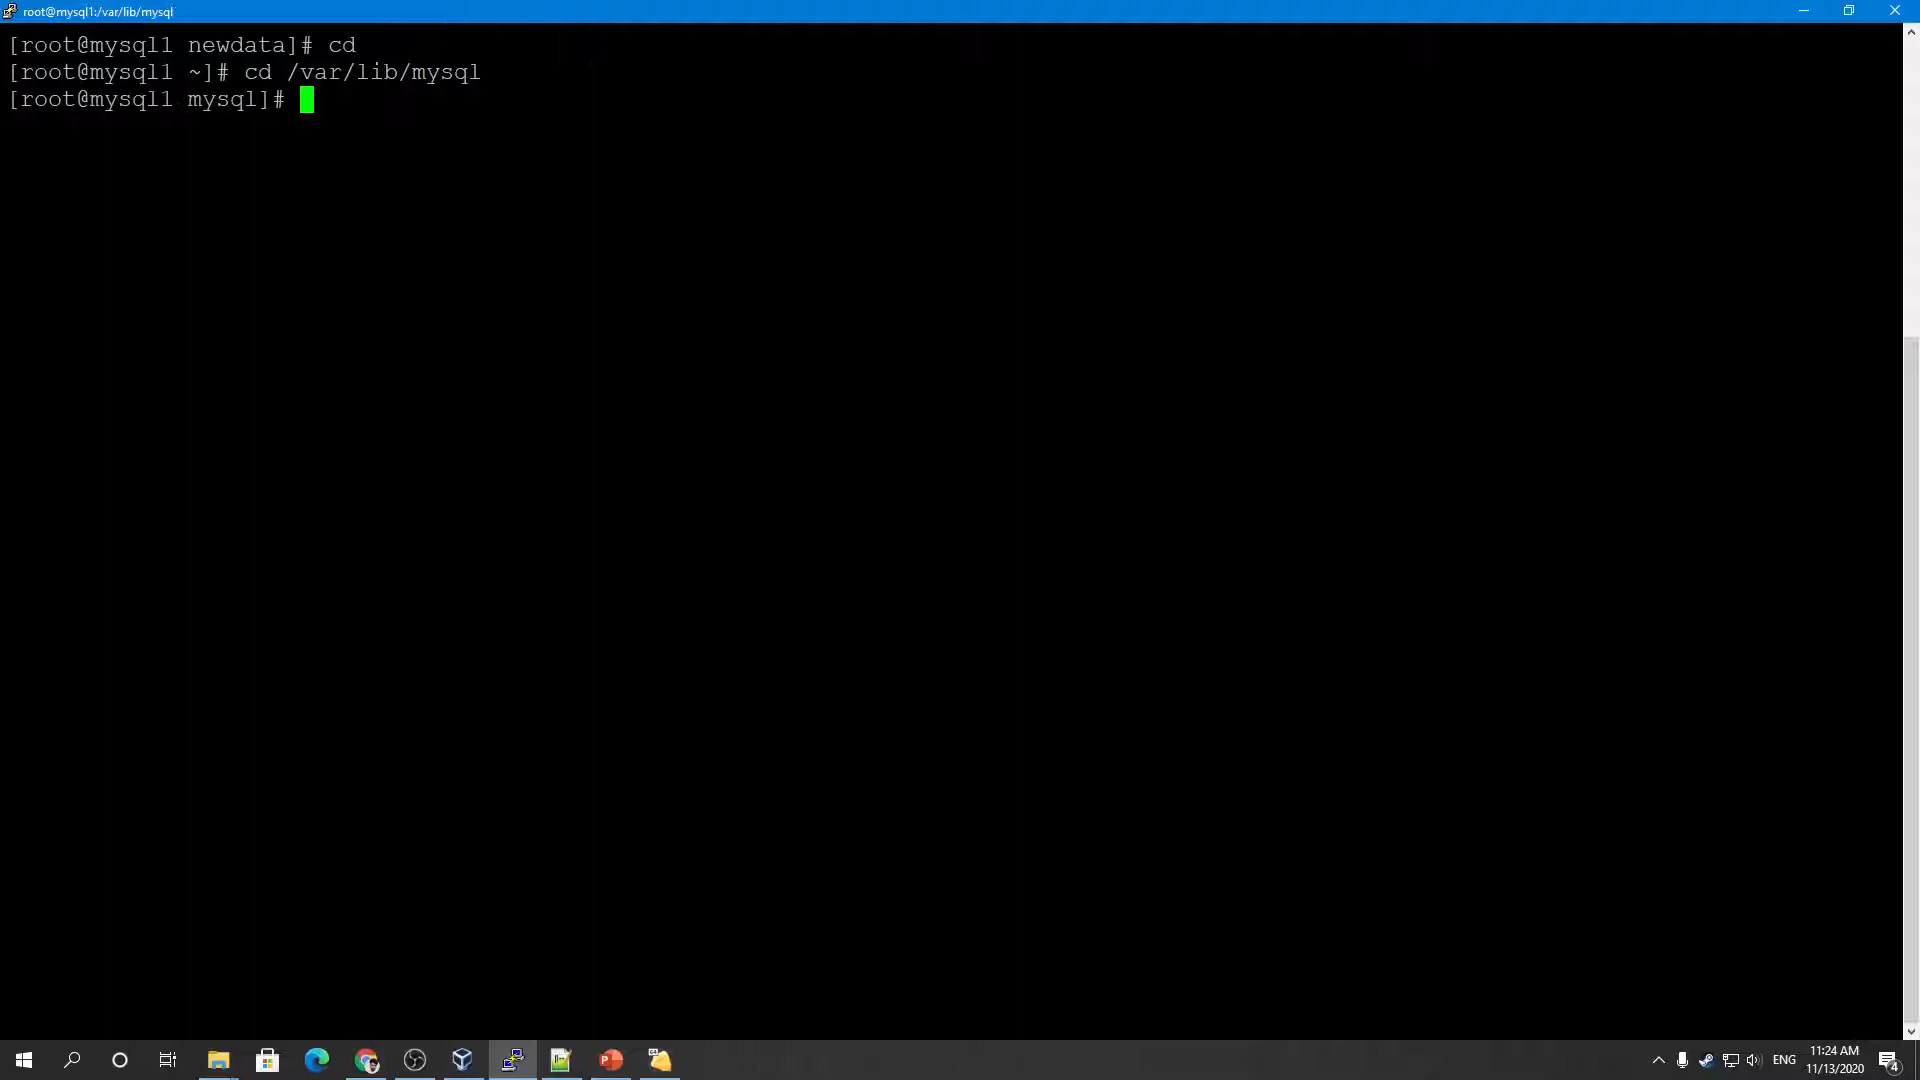 root@mysql1:/var/lib/mysql
[root@mysql1 newdata]# cd
[root@mysql1 ~]# cd /var/lib/mysql
[root@mysql1 mysql]#
ENG
11:24 AM
11/13/2020
4